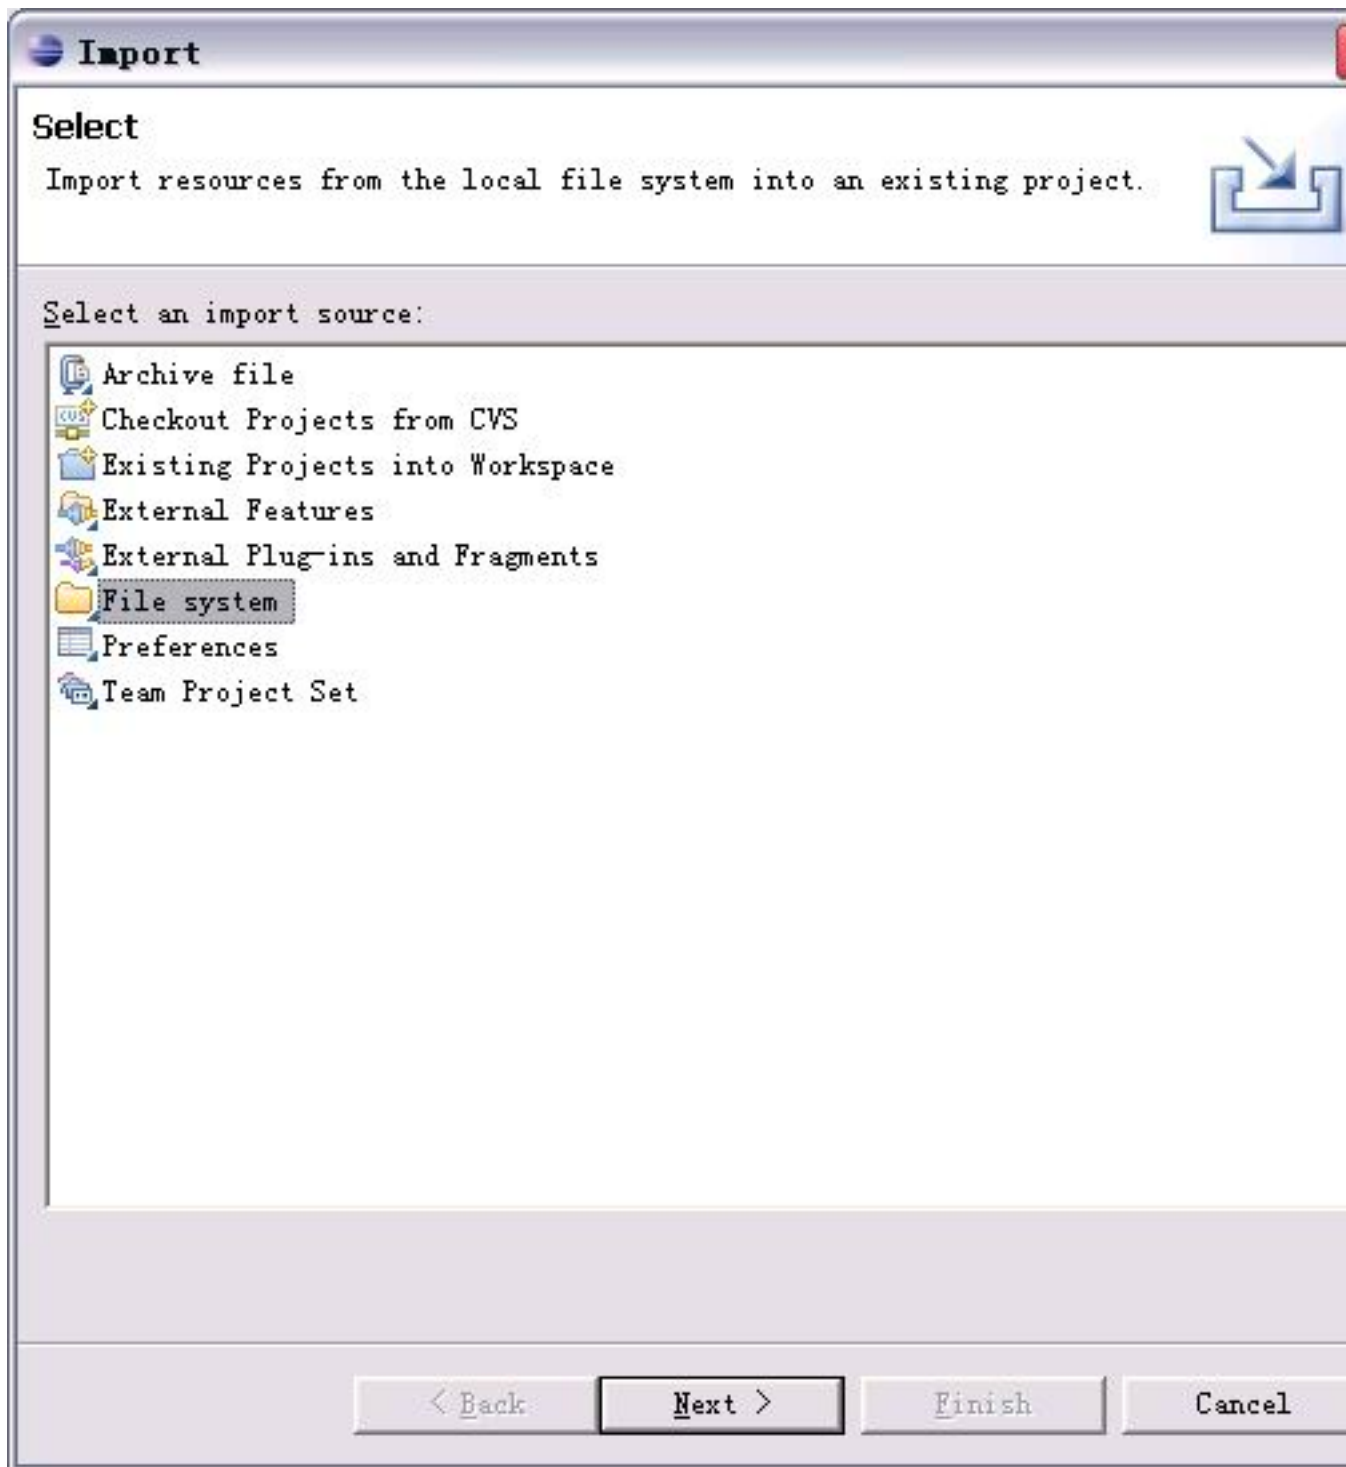 Import
Select
Import resources from the local file system into an existing project.
Select an import source:
Archive file
CVS
Checkout Projects from CVS
Existing Projects into Workspace
External Features
External Plug-ins and Fragments
File system
Preferences
Team Project Set
< Back
Next >
Finish
Cancel